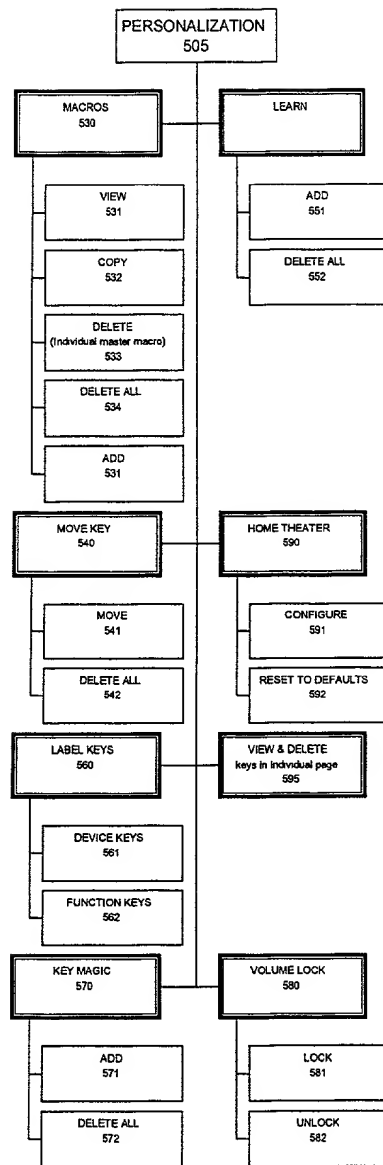 PERSONALIZATION
505
MACROS
530
LEARN
VIEW
531
COPY
532
DELETE
(Individual master macro)
533
DELETE ALL
534
ADD
531
ADD
551
DELETE ALL
552
MOVE KEY
540
HOME THEATER
590
MOVE
541
DELETE ALL
542
CONFIGURE
591
RESET TO DEFAULTS
592
LABEL KEYS
560
VIEW & DELETE
keys in individual page
595
DEVICE KEYS
561
FUNCTION KEYS
562
KEY MAGIC
570
VOLUME LOCK
580
ADD
571
DELETE ALL
572
LOCK
581
UNLOCK
582